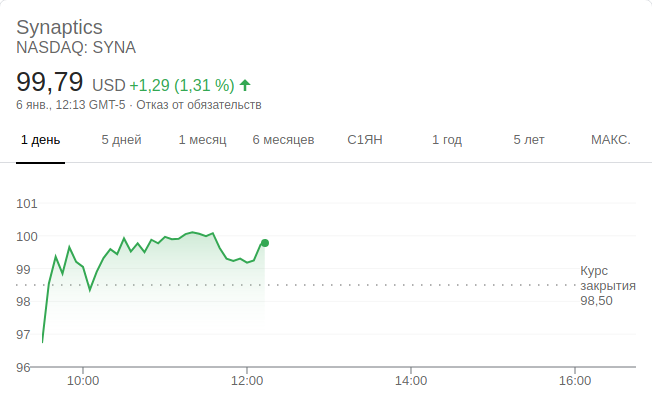 Synaptics
NASDAQ: SYNA
99,79 USD +1,29 (1,31 %)
6 янв., 12:13 GMT-5 · Отказ от обязательств
1 день 5 дней 1 месяц 6 месяцев С1ЯН 1 год 5 лет МАКС.
101
100
99
98
97
96
Курс
закрытия
98,50
10:00 12:00 14:00 16:00